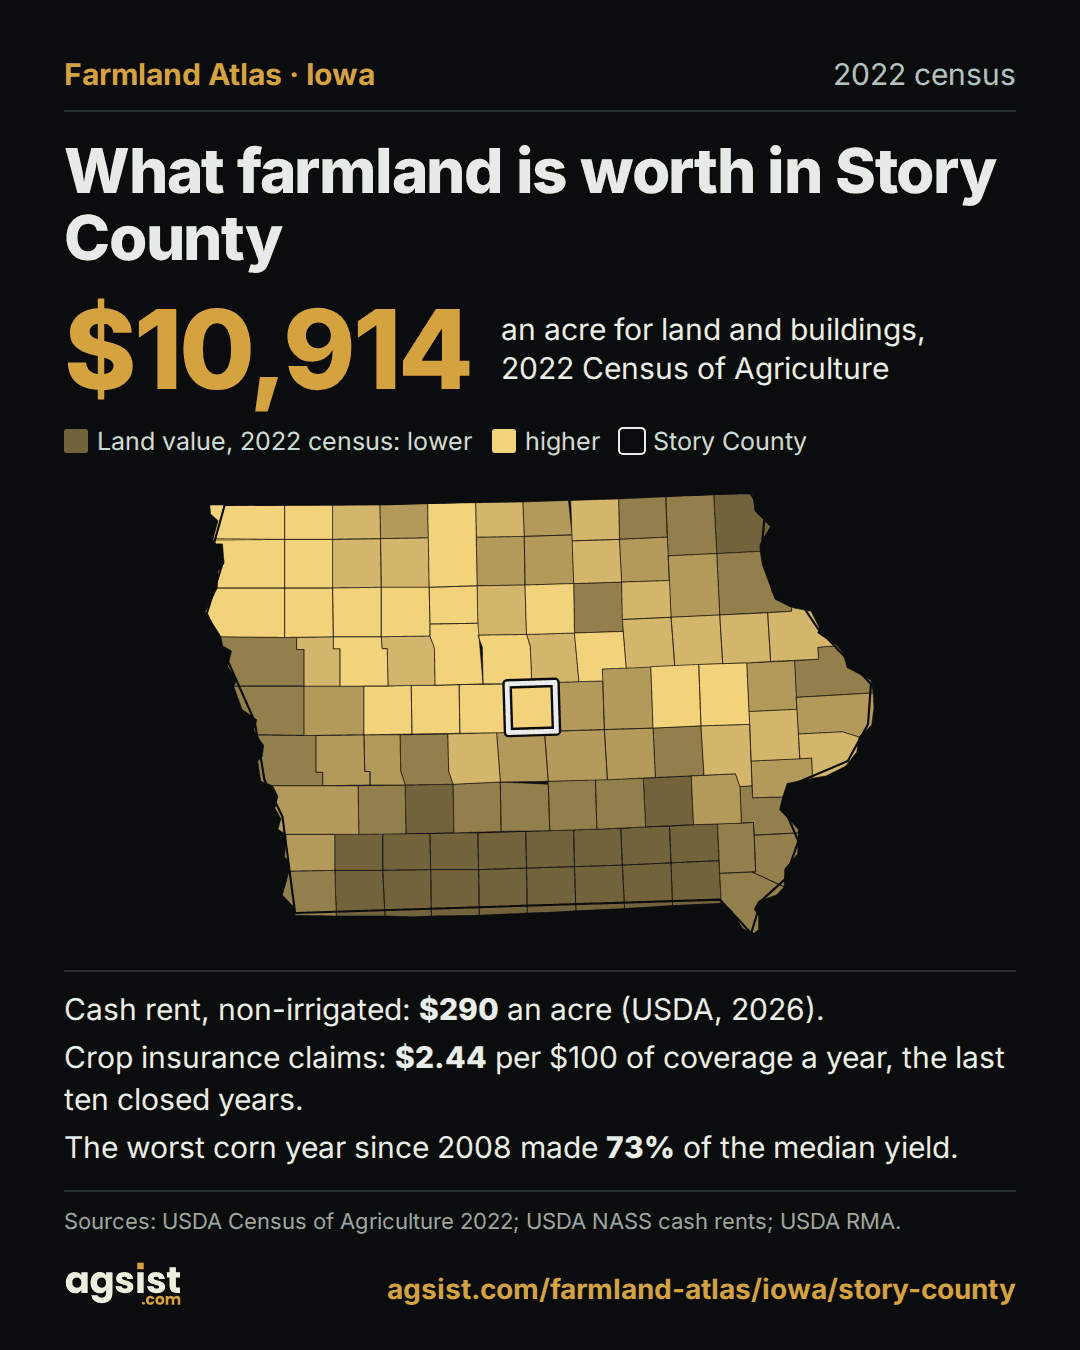 Farmland Atlas · Iowa
2022 census
What farmland is worth in Story
County
$10,914
an acre for land and buildings,
2022 Census of Agriculture
Land value, 2022 census: lower
higher
Story County
Cash rent, non-irrigated: $290 an acre (USDA, 2026).
Crop insurance claims: $2.44 per $100 of coverage a year, the last
ten closed years.
The worst corn year since 2008 made 73% of the median yield.
Sources: USDA Census of Agriculture 2022; USDA NASS cash rents; USDA RMA.
agsist
.com
agsist.com/farmland-atlas/iowa/story-county